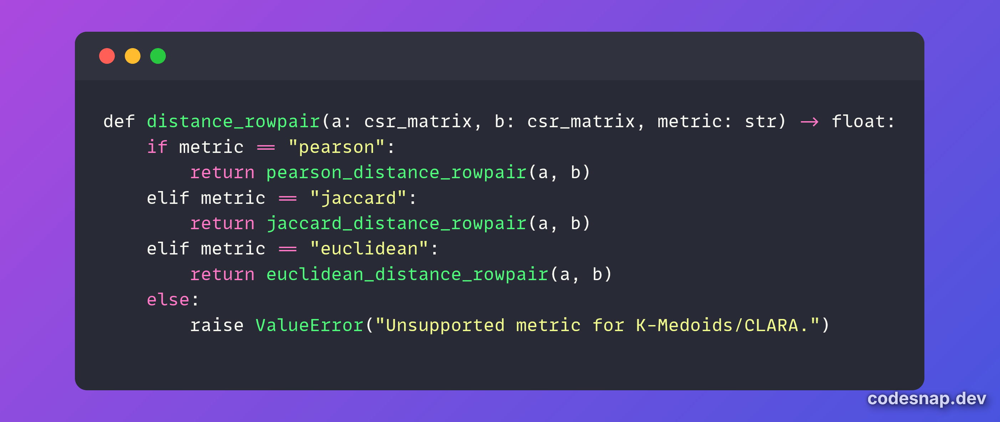 def distance_rowpair(a: csr_matrix, b: csr_matrix, metric: str) -> float:
    if metric == "pearson":
        return pearson_distance_rowpair(a, b)
    elif metric == "jaccard":
        return jaccard_distance_rowpair(a, b)
    elif metric == "euclidean":
        return euclidean_distance_rowpair(a, b)
    else:
        raise ValueError("Unsupported metric for K-Medoids/CLARA.")
codesnap.dev